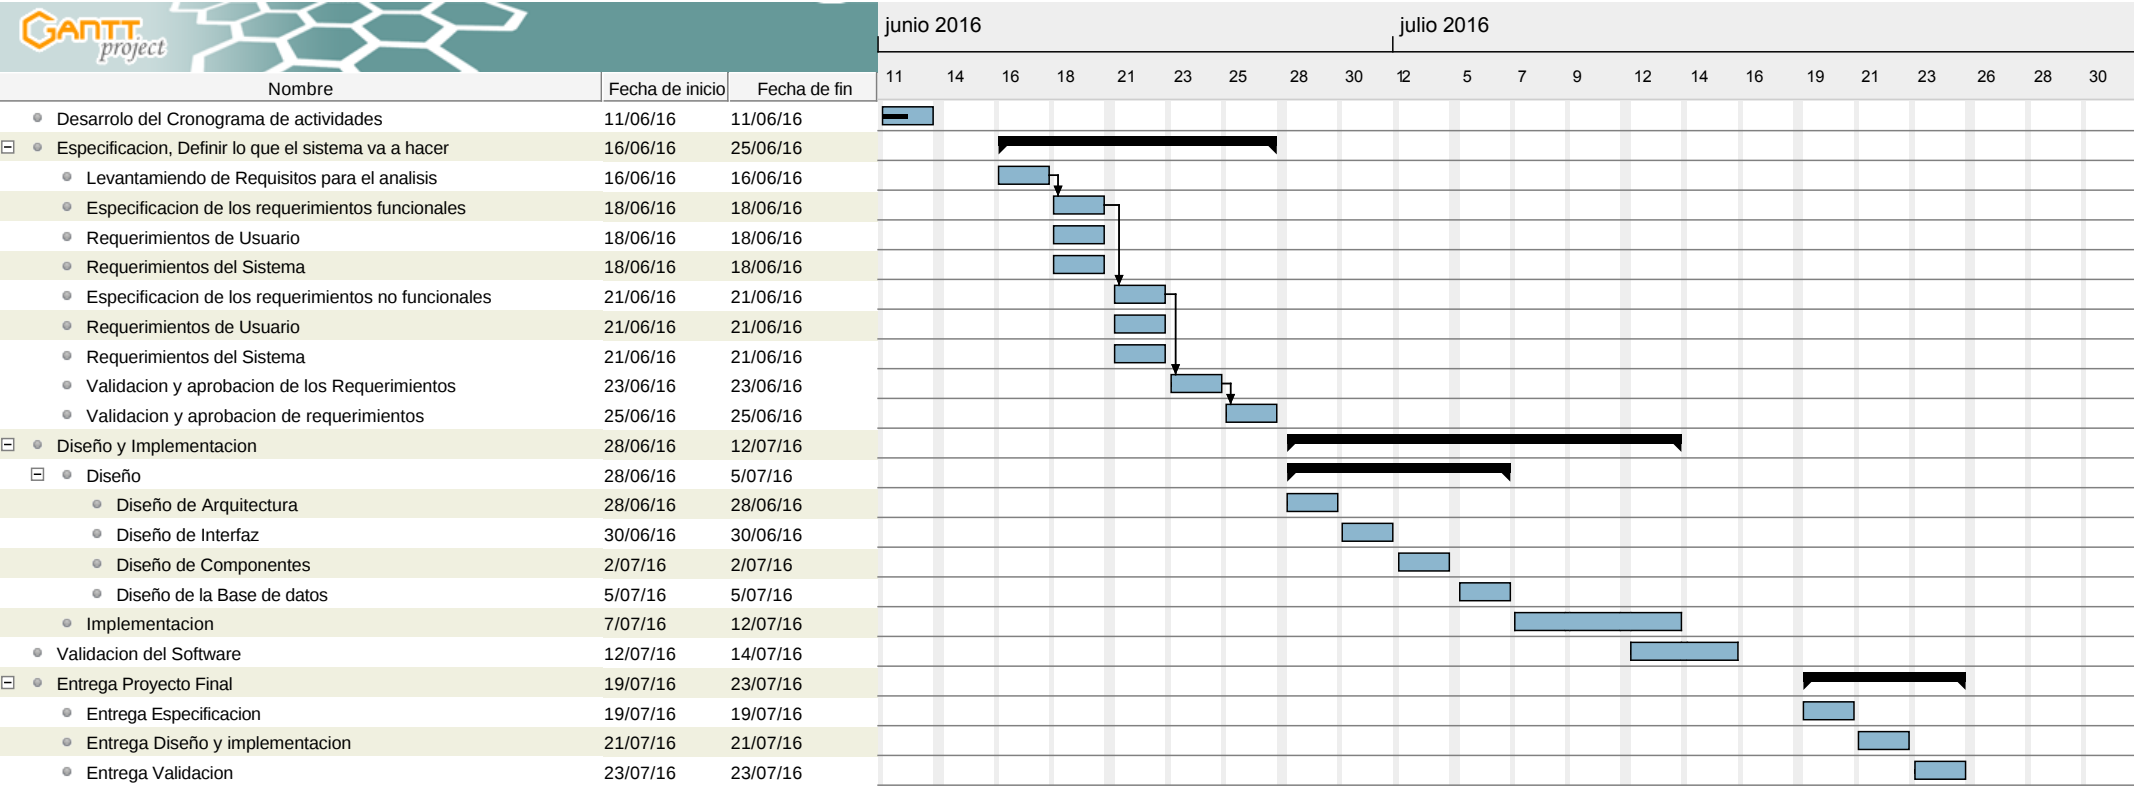 GANTT
project
junio 2016 julio 2016
Nombre Fecha de inicio Fecha de fin 11 14 16 18 21 23 25 28 30 12 5 7 9 12 14 16 19 21 23 26 28 30
Desarrolo del Cronograma de actividades 11/06/16 11/06/16
Especificacion, Definir lo que el sistema va a hacer 16/06/16 25/06/16
Levantamiendo de Requisitos para el analisis 16/06/16 16/06/16
Especificacion de los requerimientos funcionales 18/06/16 18/06/16
Requerimientos de Usuario 18/06/16 18/06/16
Requerimientos del Sistema 18/06/16 18/06/16
Especificacion de los requerimientos no funcionales 21/06/16 21/06/16
Requerimientos de Usuario 21/06/16 21/06/16
Requerimientos del Sistema 21/06/16 21/06/16
Validacion y aprobacion de los Requerimientos 23/06/16 23/06/16
Validacion y aprobacion de requerimientos 25/06/16 25/06/16
Diseño y Implementacion 28/06/16 12/07/16
Diseño 28/06/16 5/07/16
Diseño de Arquitectura 28/06/16 28/06/16
Diseño de Interfaz 30/06/16 30/06/16
Diseño de Componentes 2/07/16 2/07/16
Diseño de la Base de datos 5/07/16 5/07/16
Implementacion 7/07/16 12/07/16
Validacion del Software 12/07/16 14/07/16
Entrega Proyecto Final 19/07/16 23/07/16
Entrega Especificacion 19/07/16 19/07/16
Entrega Diseño y implementacion 21/07/16 21/07/16
Entrega Validacion 23/07/16 23/07/16